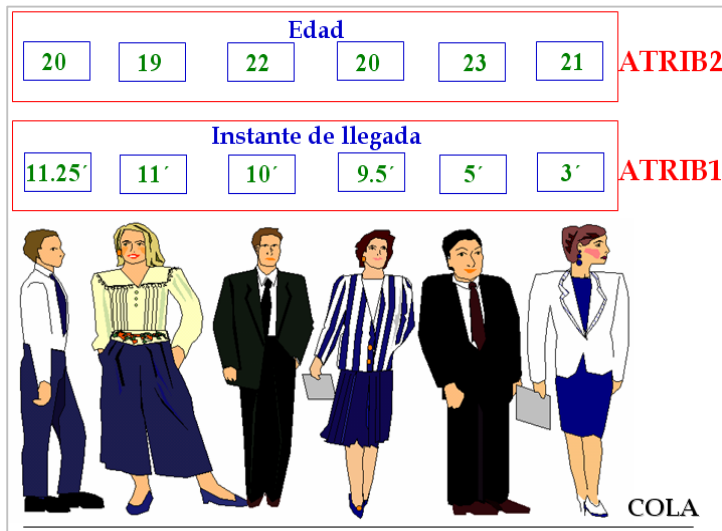 Edad
20 19 22 20 23 21 ATRIB2
Instante de llegada
11.25´ 11´ 10´ 9.5´ 5´ 3´ ATRIB1
COLA